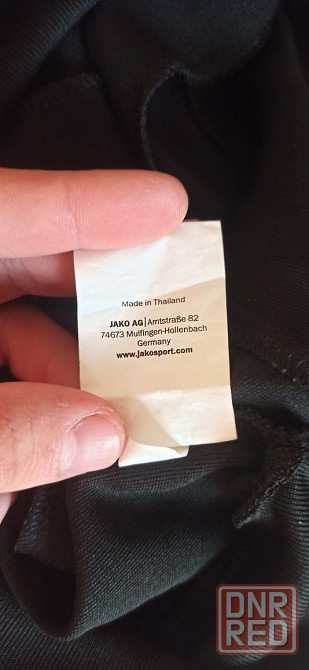 Made in Thailand
JAKO AG|Amtstraße 82
74673 Mulfingen-Hollenbach
Germany
www.jakosport.com
DNR
RED